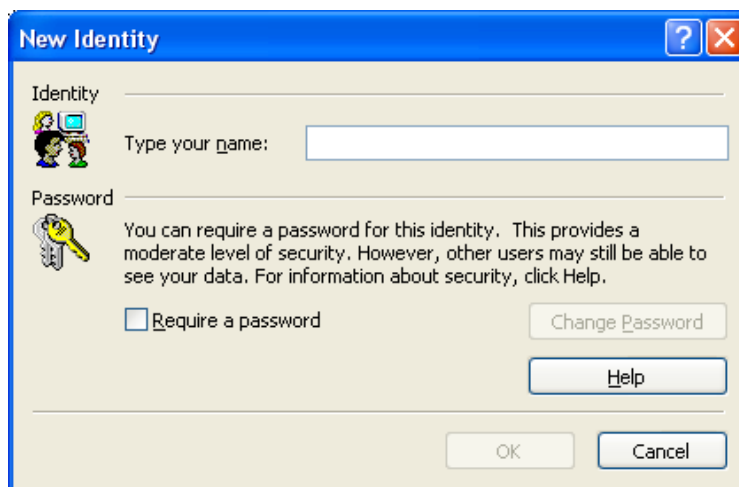 New Identity
Identity
Type your name:
Password
You can require a password for this identity.  This provides a
moderate level of security. However, other users may still be able to
see your data. For information about security, click Help.
Require a password
Change Password
Help
OK
Cancel